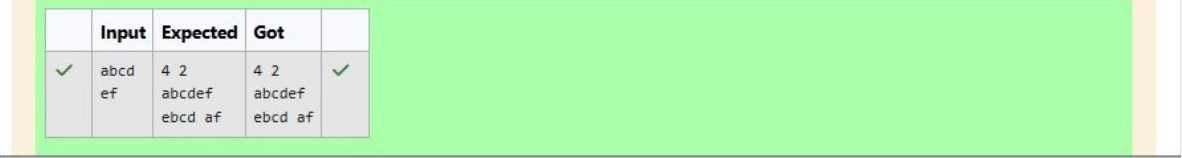 Input Expected Got
✓ abcd 4 2 4 2 ✓
ef abcdef abcdef
ebcd af ebcd af